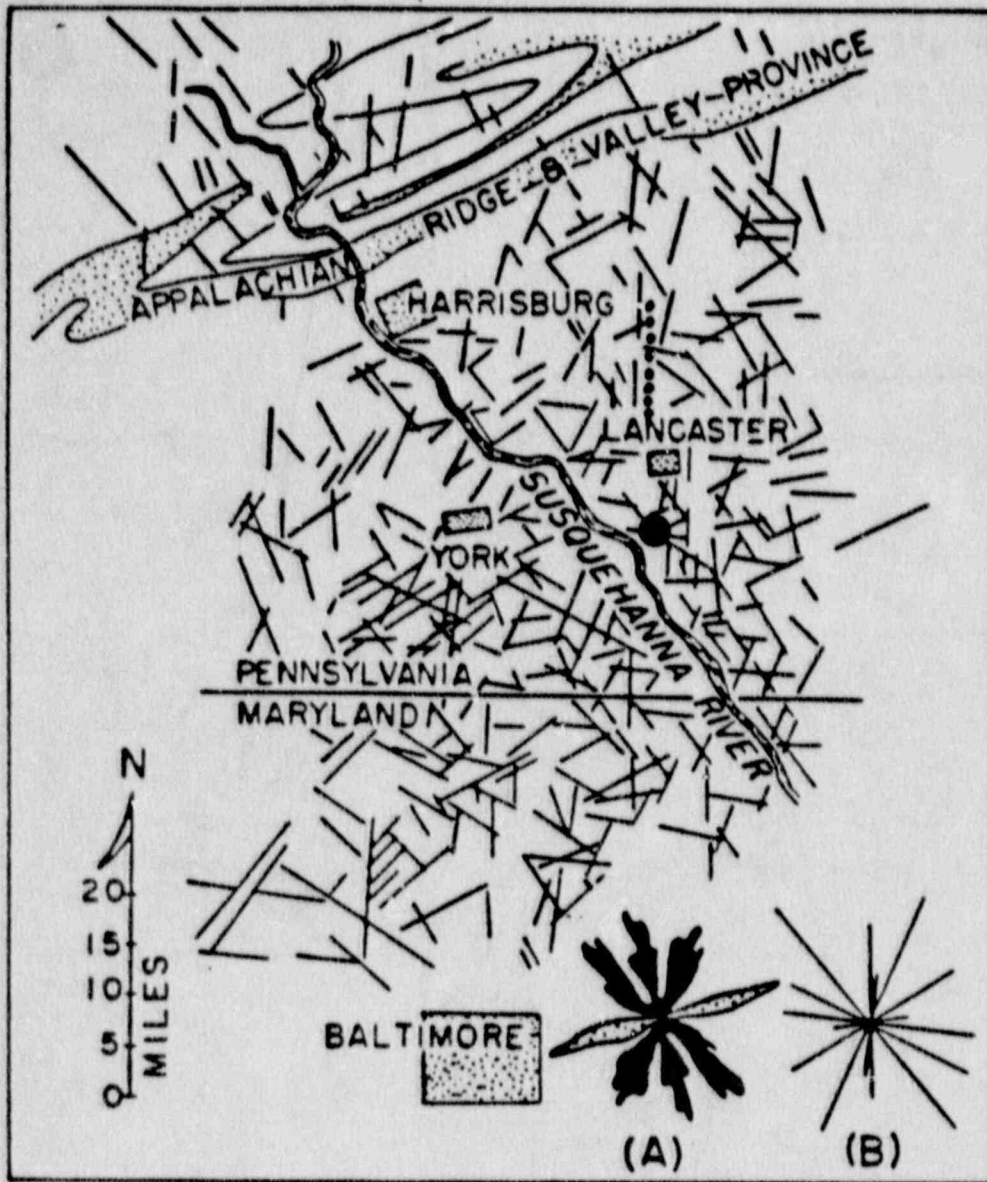 APPALACHIAN RIDGE & VALLEY-PROVINCE
HARRISBURG
LANCASTER
YORK
SUSQUEHANNA RIVER
PENNSYLVANIA
MARYLAND
N
20
15
10
5
0
MILES
BALTIMORE
(A)
(B)